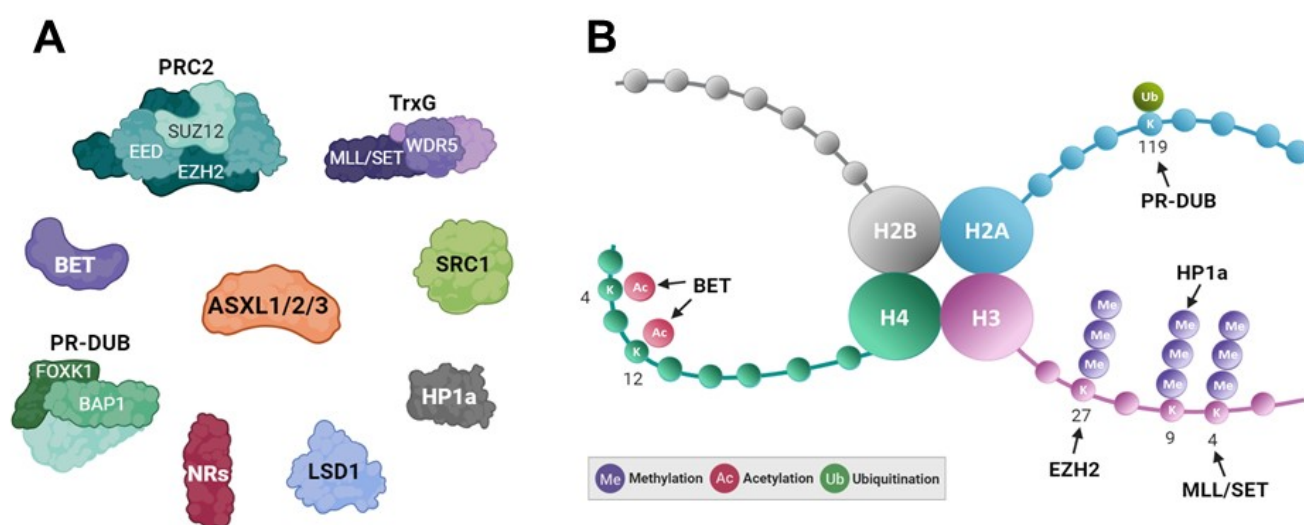 A
PRC2
SUZ12
EED
EZH2
TrxG
MLL/SET
WDR5
BET
SRC1
ASXL1/2/3
PR-DUB
FOXK1
BAP1
HP1a
NRs
LSD1
B
Ub
K
119
PR-DUB
H2B
H2A
HP1a
4
K
Ac
BET
Ac
K
12
H4
H3
Me
Me
Me
K
27
EZH2
Me
Me
Me
K
9
Me
Me
Me
K
4
MLL/SET
Me Methylation Ac Acetylation Ub Ubiquitination